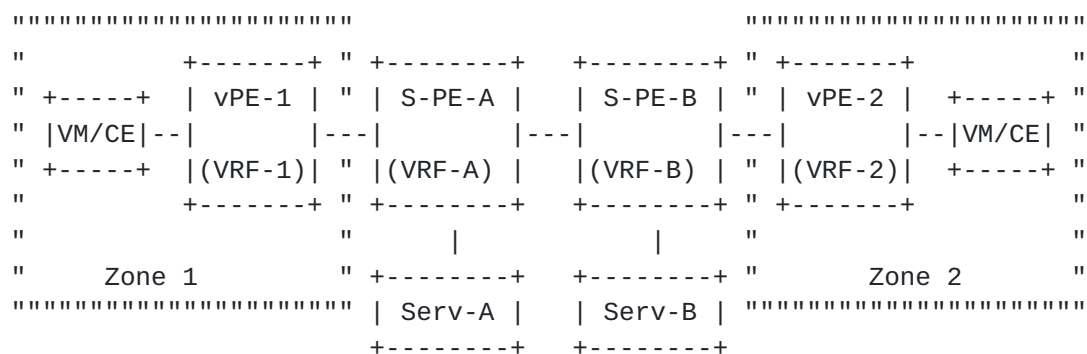 """"""""""""""""""""""                         """"""""""""""""""""""
"          +-------+ " +--------+   +--------+ " +-------+          "
" +-----+  | vPE-1 | " | S-PE-A |   | S-PE-B | " | vPE-2 |  +-----+ "
" |VM/CE|--|       |---|        |---|        |---|       |--|VM/CE| "
" +-----+  |(VRF-1)| " |(VRF-A) |   |(VRF-B) | " |(VRF-2)|  +-----+ "
"          +-------+ " +--------+   +--------+ " +-------+          "
"                    "     |            |      "                    "
"     Zone 1         " +--------+   +--------+ "       Zone 2       "
"""""""""""""""""""""" | Serv-A |   | Serv-B | """"""""""""""""""""""
                       +--------+   +--------+